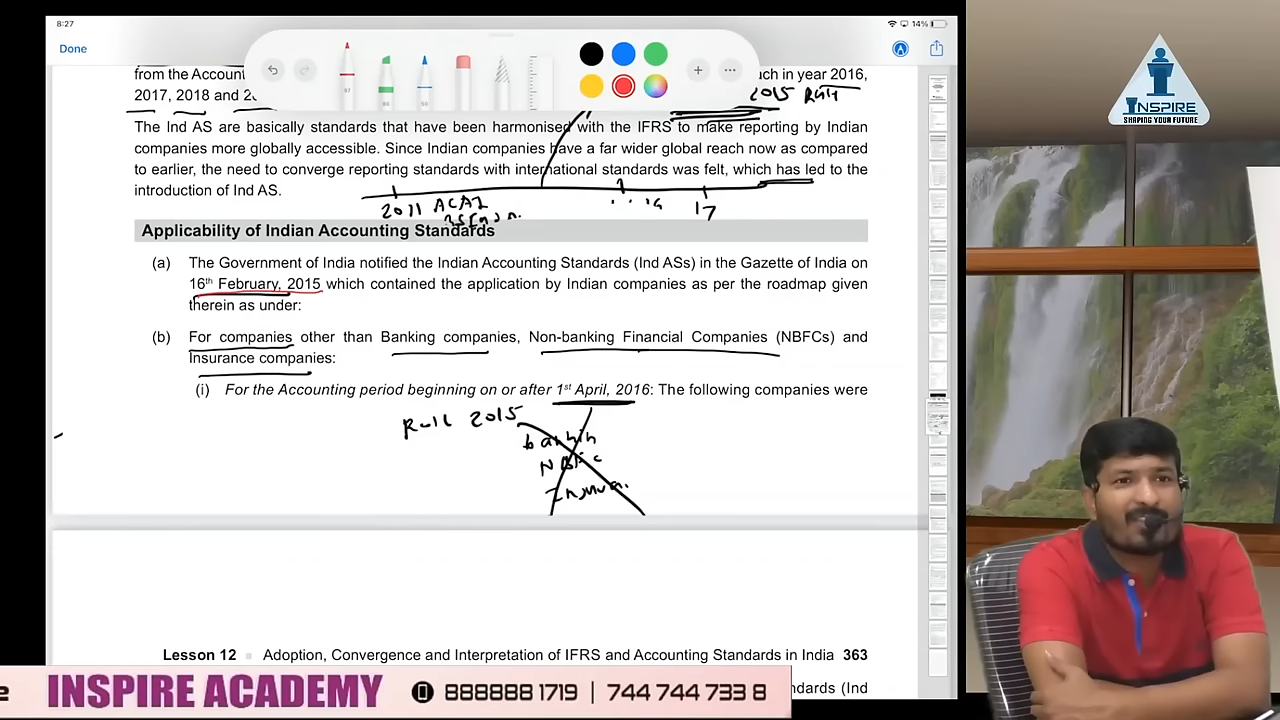 8:27
14%
Done
from the Accoun
ach in year 2016,
2017, 2018 and 2
2015 Rule
The Ind AS are basically standards that have been harmonised with the IFRS to make reporting by Indian
companies more globally accessible. Since Indian companies have a far wider global reach now as compared
to earlier, the need to converge reporting standards with international standards was felt, which has led to the
introduction of Ind AS.
2011
17
Applicability of Indian Accounting Standards
(a) The Government of India notified the Indian Accounting Standards (Ind ASs) in the Gazette of India on
16th February, 2015 which contained the application by Indian companies as per the roadmap given
therein as under:
(b) For companies other than Banking companies, Non-banking Financial Companies (NBFCs) and
Insurance companies:
(i) For the Accounting period beginning on or after 1st April, 2016: The following companies were
Rule 2015
NBFC
Lesson 12 Adoption, Convergence and Interpretation of IFRS and Accounting Standards in India 363
ndards (Ind
e INSPIRE ACADEMY 888888 1719 | 744 744 733 8
INSPIRE
SHAPING YOUR FUTURE